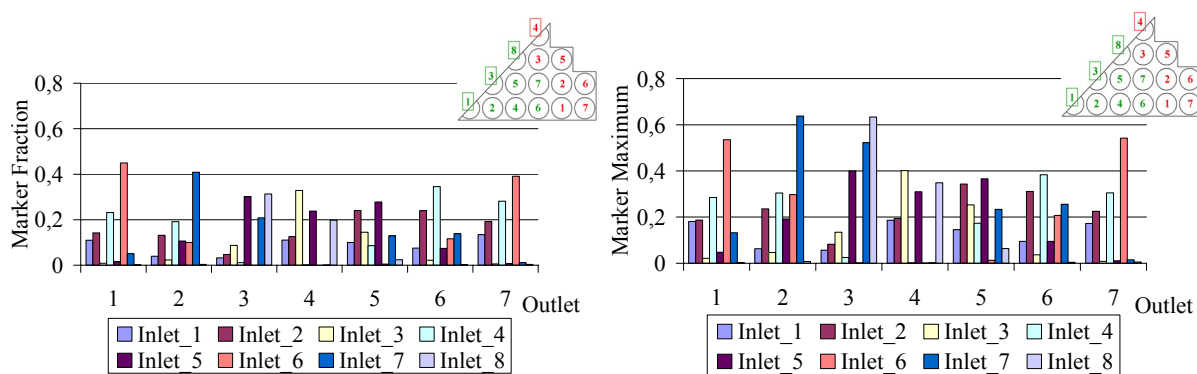 4
8
3 5
0,8
3 5 7 2 6
1 2 4 6 1 7
0,6
0,4
0,2
0
Marker Fraction
1 2 3 4 5 6 7 Outlet
Inlet_1 Inlet_2 Inlet_3 Inlet_4
Inlet_5 Inlet_6 Inlet_7 Inlet_8
4
8
3 5
0,8
3 5 7 2 6
1 2 4 6 1 7
0,6
0,4
0,2
0
Marker Maximum
1 2 3 4 5 6 7 Outlet
Inlet_1 Inlet_2 Inlet_3 Inlet_4
Inlet_5 Inlet_6 Inlet_7 Inlet_8